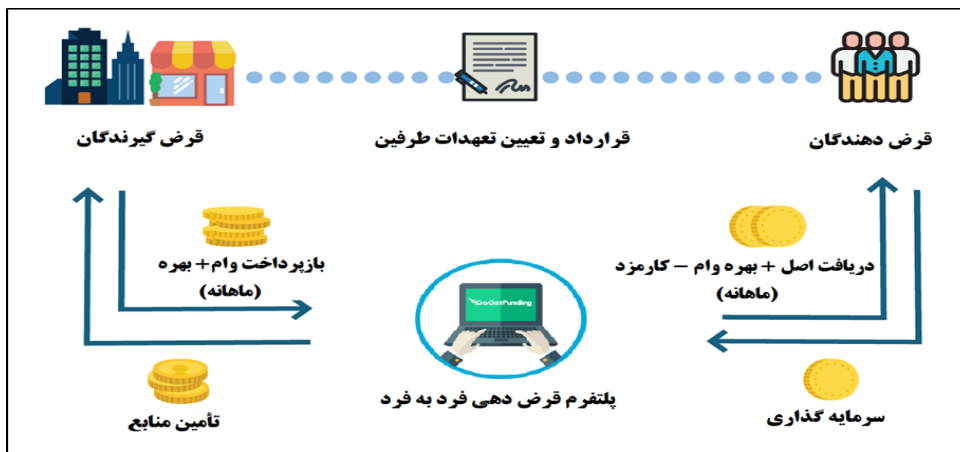 قرض دهندگان
قرارداد و تعیین تعهدات طرفین
قرض گیرندگان
دریافت اصل + بهره وام – کارمزد
(ماهانه)
بازپرداخت وام+ بهره
(ماهانه)
GoGetFunding
سرمایه گذاری
پلتفرم قرض دهی فرد به فرد
تأمین منابع